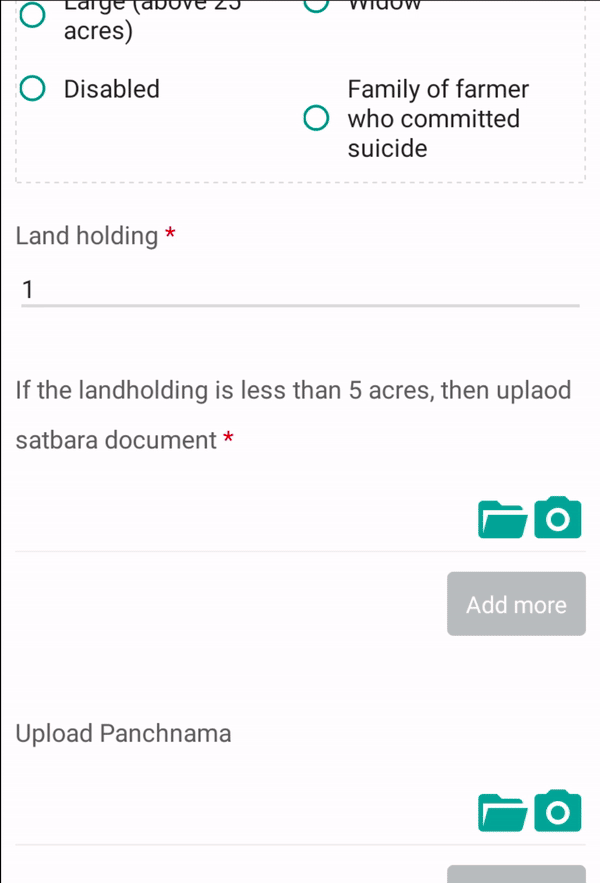 Large (above 25
Widow
acres)
Disabled
Family of farmer
who committed
suicide
Land holding *
1
If the landholding is less than 5 acres, then uplaod
satbara document *
Add more
Upload Panchnama